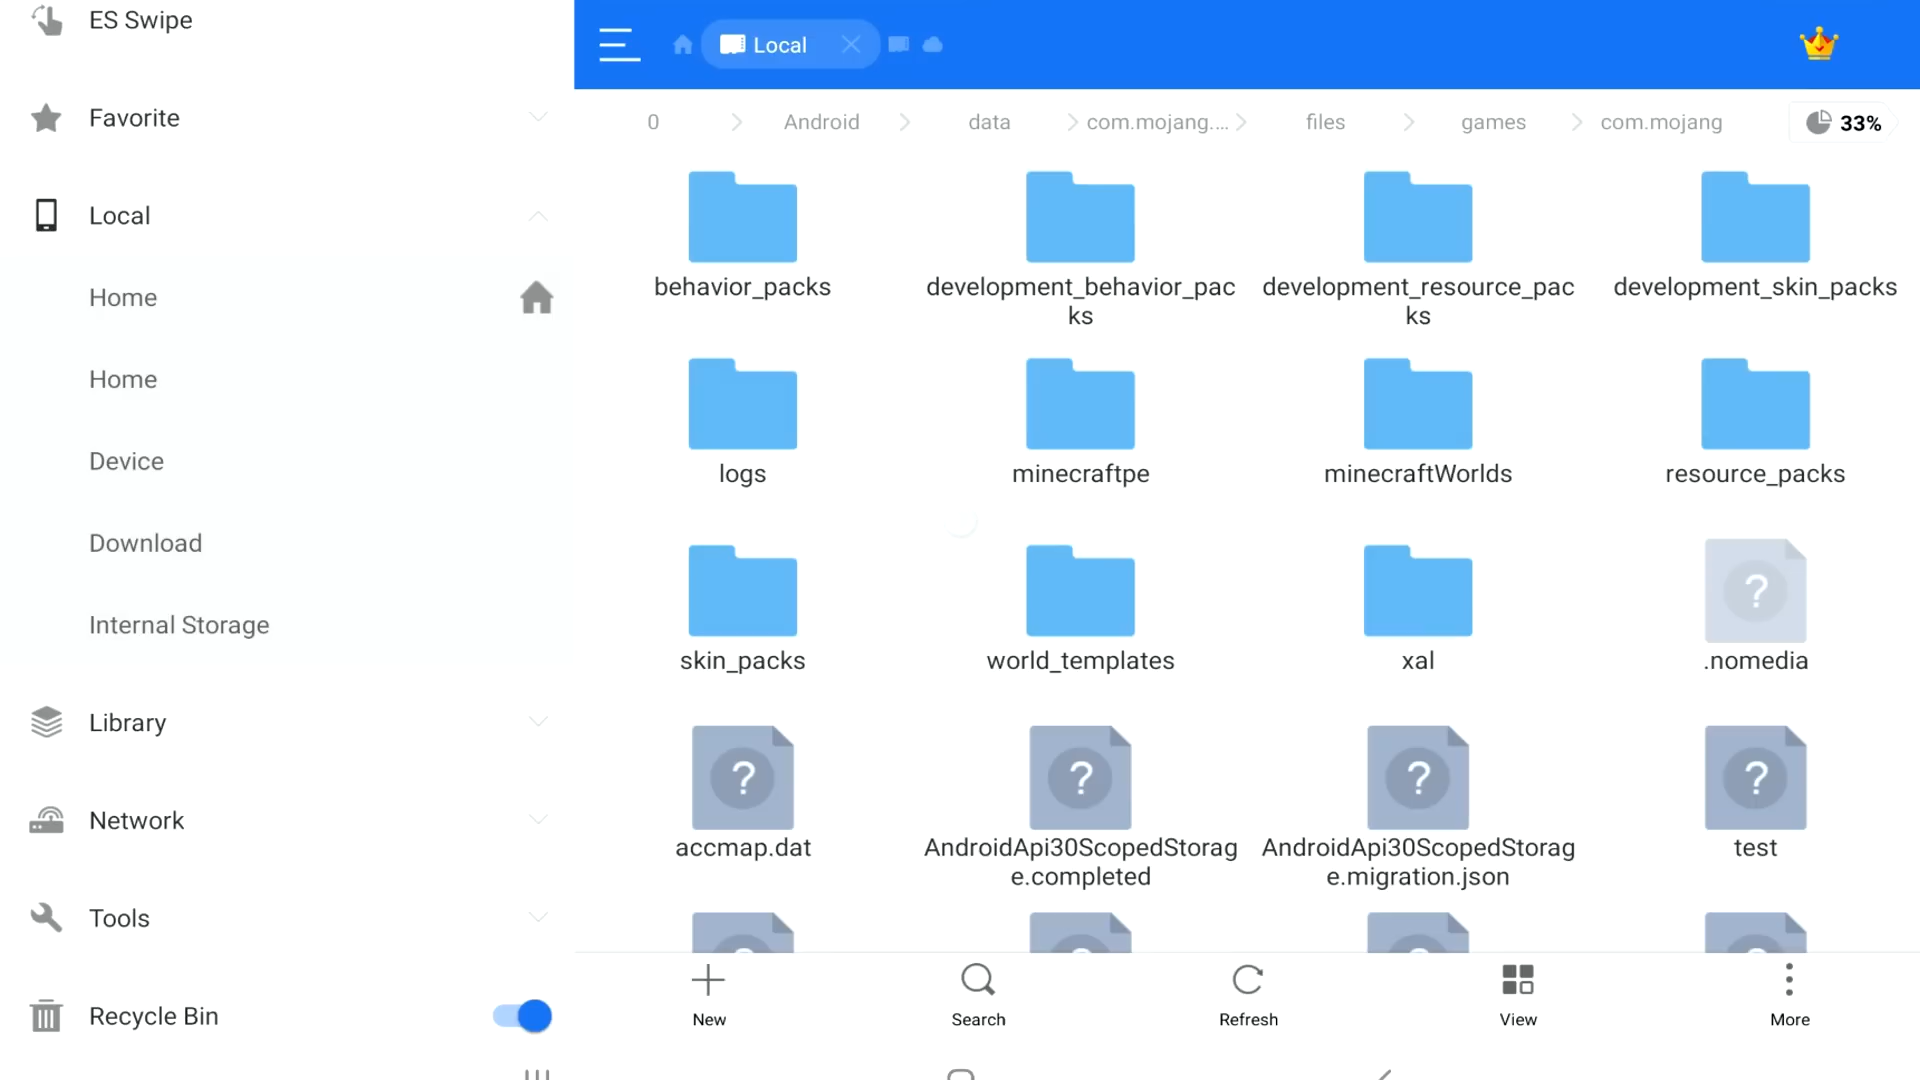 ES Swipe
Favorite
Local
Home
Home
Device
Download
Internal Storage
Library
Network
Tools
Recycle Bin
Local
0
Android
data
com.mojang....
files
games
com.mojang
33%
behavior_packs
development_behavior_pac
ks
development_resource_pac
ks
development_skin_packs
logs
minecraftpe
minecraftWorlds
resource_packs
skin_packs
world_templates
xal
.nomedia
accmap.dat
AndroidApi30ScopedStorag
e.completed
AndroidApi30ScopedStorag
e.migration.json
test
New
Search
Refresh
View
More